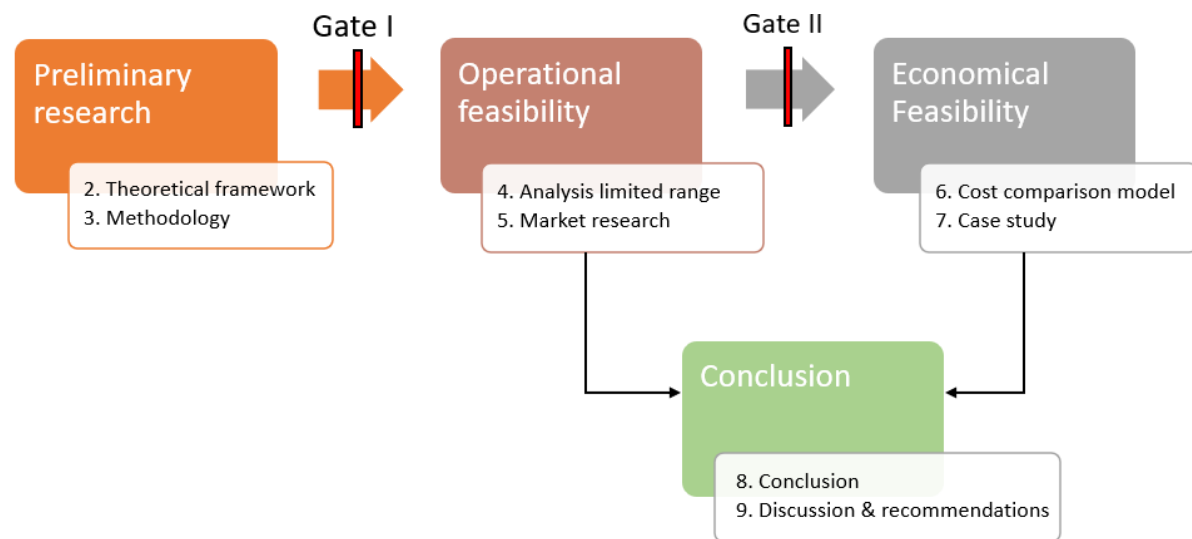 Gate I
Gate II
Preliminary
research
2. Theoretical framework
3. Methodology
Operational
feasibility
4. Analysis limited range
5. Market research
Economical
Feasibility
6. Cost comparison model
7. Case study
Conclusion
8. Conclusion
9. Discussion & recommendations